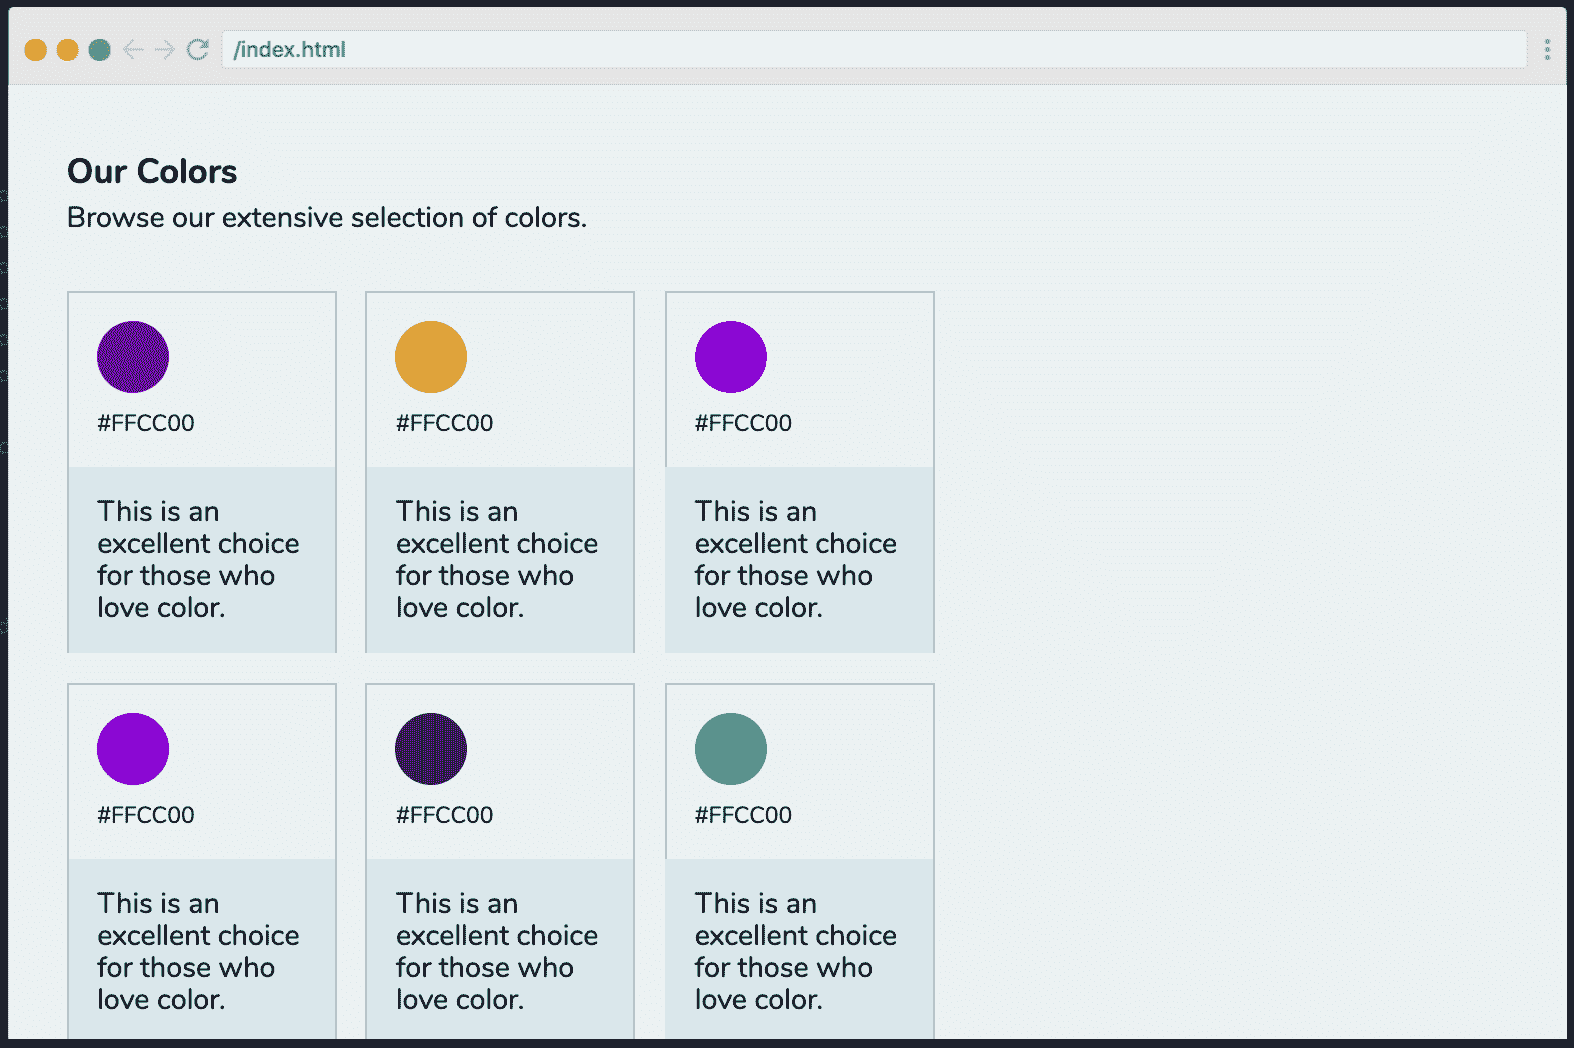 /index.html
Our Colors
Browse our extensive selection of colors.
#FFCC00
This is an
excellent choice
for those who
love color.
#FFCC00
This is an
excellent choice
for those who
love color.
#FFCC00
This is an
excellent choice
for those who
love color.
#FFCC00
This is an
excellent choice
for those who
love color.
#FFCC00
This is an
excellent choice
for those who
love color.
#FFCC00
This is an
excellent choice
for those who
love color.